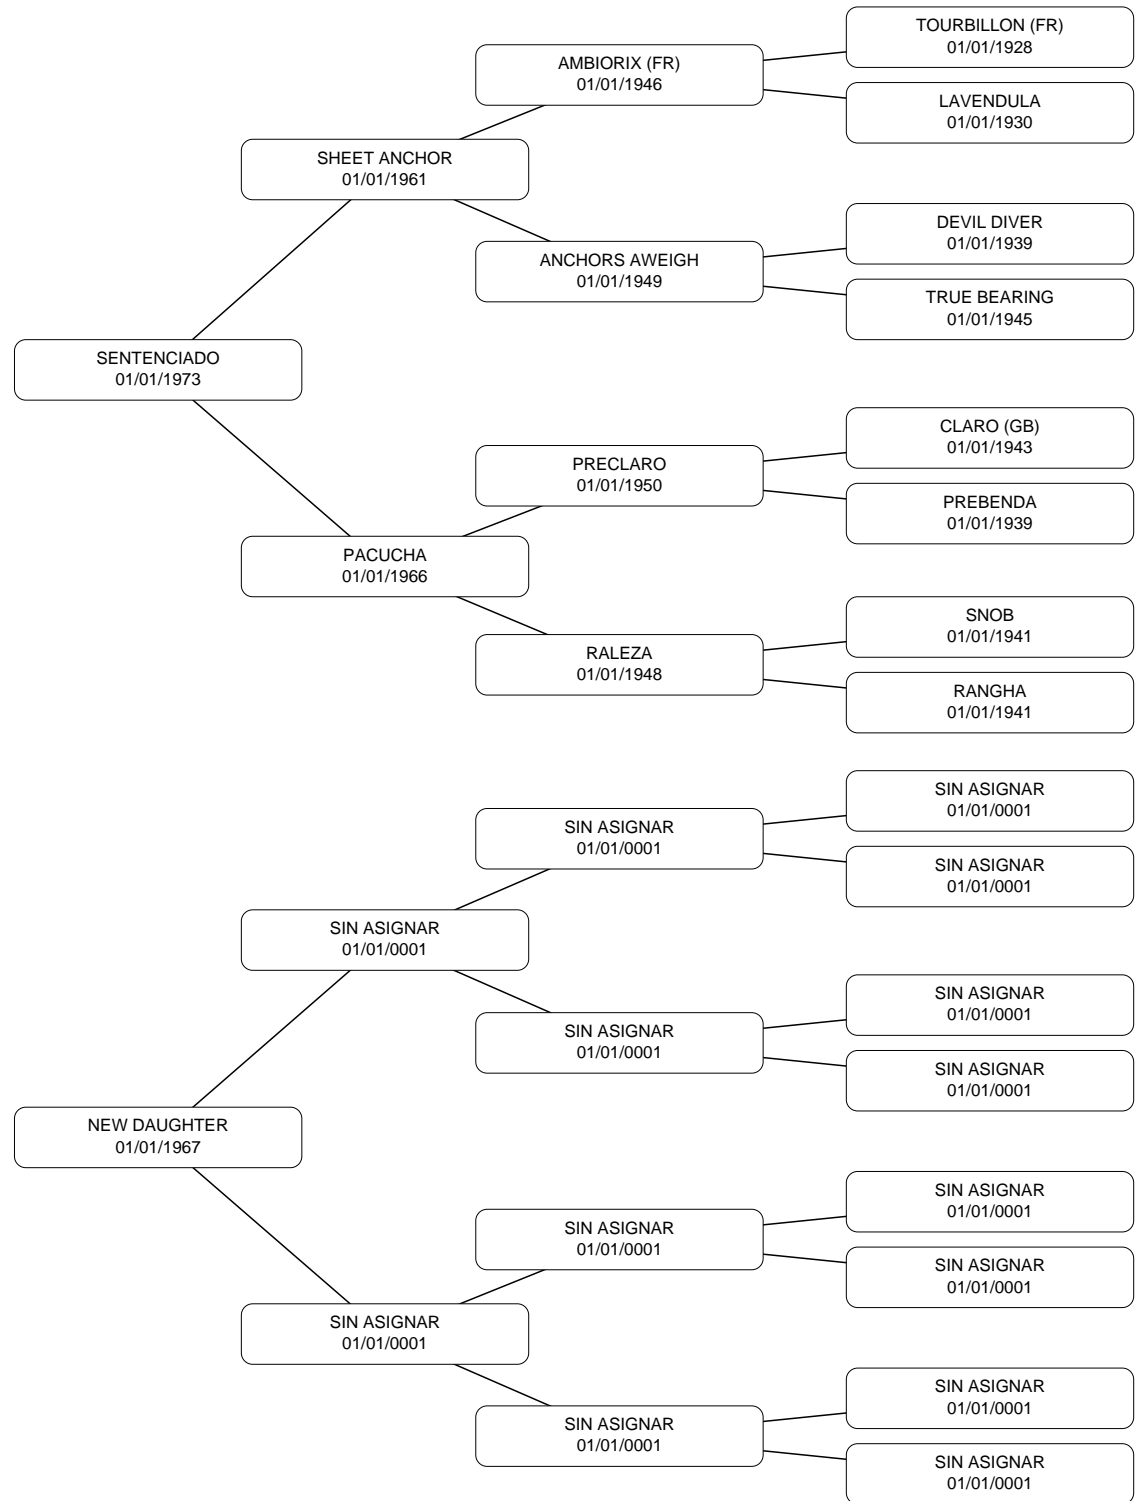 TOURBILLON (FR)
01/01/1928
AMBIORIX (FR)
01/01/1946
LAVENDULA
01/01/1930
SHEET ANCHOR
01/01/1961
DEVIL DIVER
01/01/1939
ANCHORS AWEIGH
01/01/1949
TRUE BEARING
01/01/1945
SENTENCIADO
01/01/1973
CLARO (GB)
01/01/1943
PRECLARO
01/01/1950
PREBENDA
01/01/1939
PACUCHA
01/01/1966
SNOB
01/01/1941
RALEZA
01/01/1948
RANGHA
01/01/1941
SIN ASIGNAR
01/01/0001
SIN ASIGNAR
01/01/0001
SIN ASIGNAR
01/01/0001
SIN ASIGNAR
01/01/0001
SIN ASIGNAR
01/01/0001
SIN ASIGNAR
01/01/0001
SIN ASIGNAR
01/01/0001
NEW DAUGHTER
01/01/1967
SIN ASIGNAR
01/01/0001
SIN ASIGNAR
01/01/0001
SIN ASIGNAR
01/01/0001
SIN ASIGNAR
01/01/0001
SIN ASIGNAR
01/01/0001
SIN ASIGNAR
01/01/0001
SIN ASIGNAR
01/01/0001